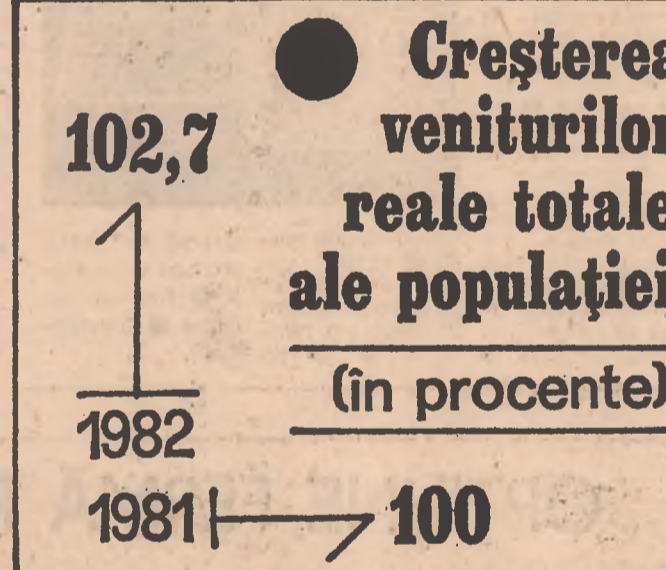 Creşterea
veniturilor
reale totale
ale populaţiei
(în procente)
102,7
1982
1981
100